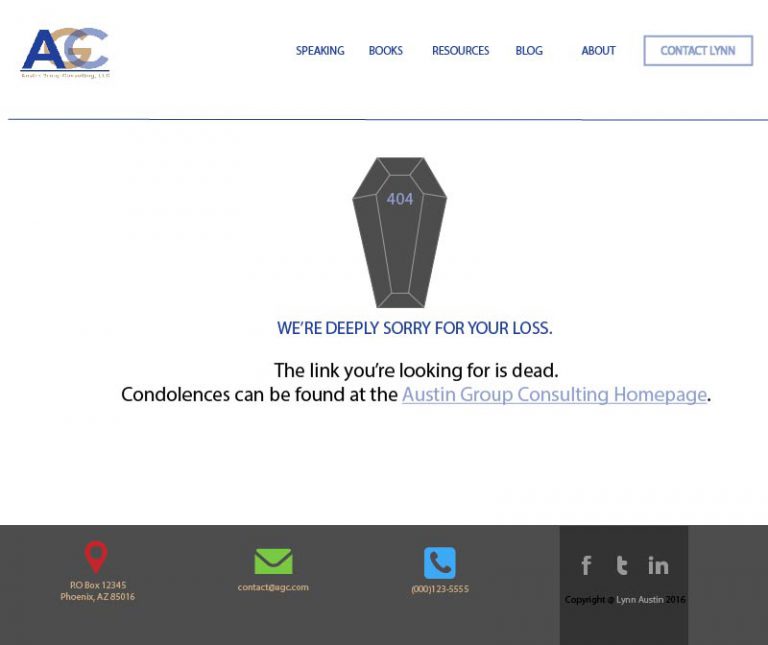 AGC
Austin Group Consulting, LLC
SPEAKING BOOKS RESOURCES BLOG ABOUT CONTACT LYNN
404
WE'RE DEEPLY SORRY FOR YOUR LOSS.
The link you're looking for is dead.
Condolences can be found at the Austin Group Consulting Homepage.
P.O Box 12345
Phoenix, AZ 85016
contact@agc.com
(000)123-5555
f t in
Copyright @ Lynn Austin 2016